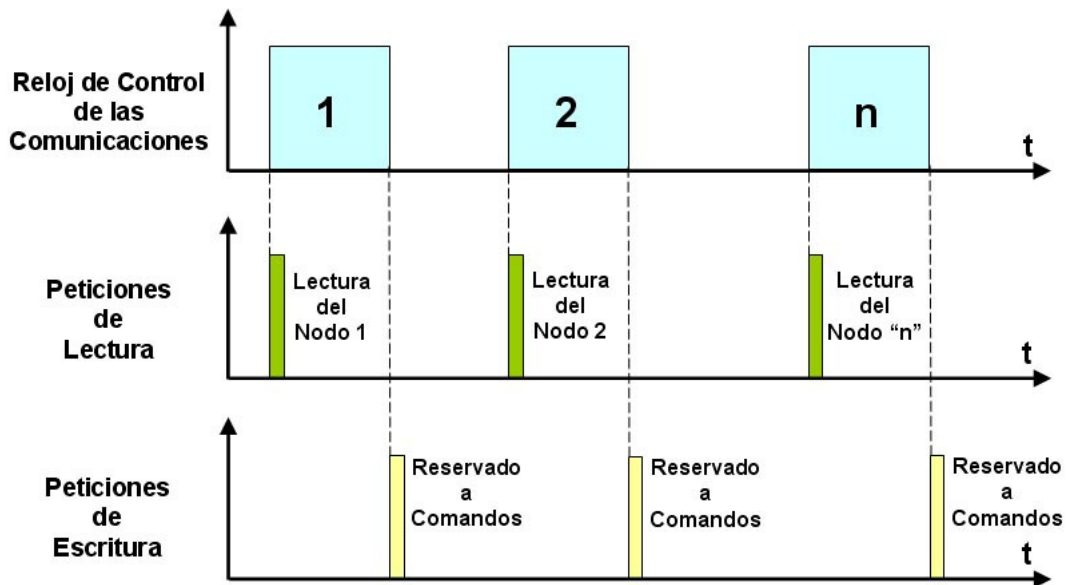 Reloj de Control
de las
Comunicaciones
1
2
n
t
Peticiones
de
Lectura
Lectura
del
Nodo 1
Lectura
del
Nodo 2
Lectura
del
Nodo “n”
t
Peticiones
de
Escritura
Reservado
a
Comandos
Reservado
a
Comandos
Reservado
a
Comandos
t